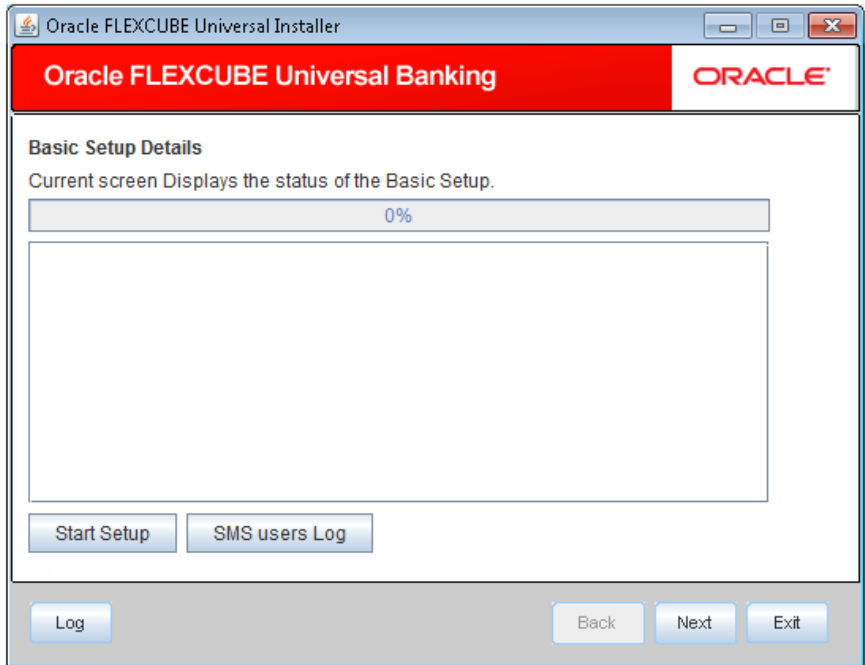 Oracle FLEXCUBE Universal Installer
Oracle FLEXCUBE Universal Banking
ORACLE
Basic Setup Details
Current screen Displays the status of the Basic Setup.
0%
Start Setup SMS users Log
Log Back Next Exit